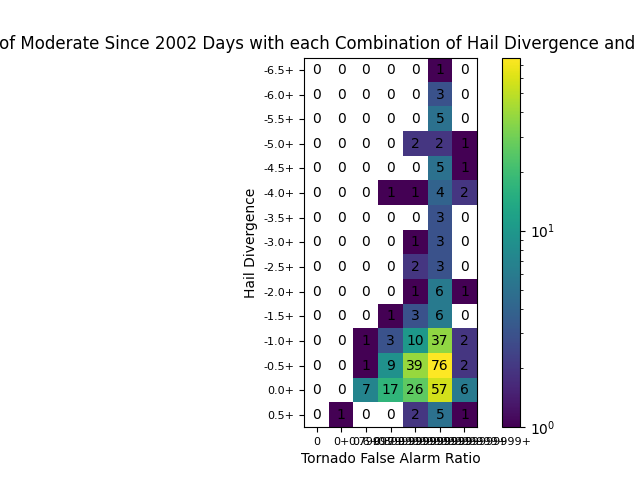 of Moderate Since 2002 Days with each Combination of Hail Divergence and
-6.5+ 0 0 0 0 0 1 0
-6.0+ 0 0 0 0 0 3 0
-5.5+ 0 0 0 0 0 5 0
-5.0+ 0 0 0 0 2 2 1
-4.5+ 0 0 0 0 0 5 1
-4.0+ 0 0 0 1 1 4 2
-3.5+ 0 0 0 0 0 3 0
-3.0+ 0 0 0 0 1 3 0
-2.5+ 0 0 0 0 2 3 0
-2.0+ 0 0 0 0 1 6 1
-1.5+ 0 0 0 1 3 6 0
-1.0+ 0 0 1 3 10 37 2
-0.5+ 0 0 1 9 39 76 2
0.0+ 0 0 7 17 26 57 6
0.5+ 0 1 0 0 2 5 1
0 0+
Tornado False Alarm Ratio
Hail Divergence
10¹
10⁰